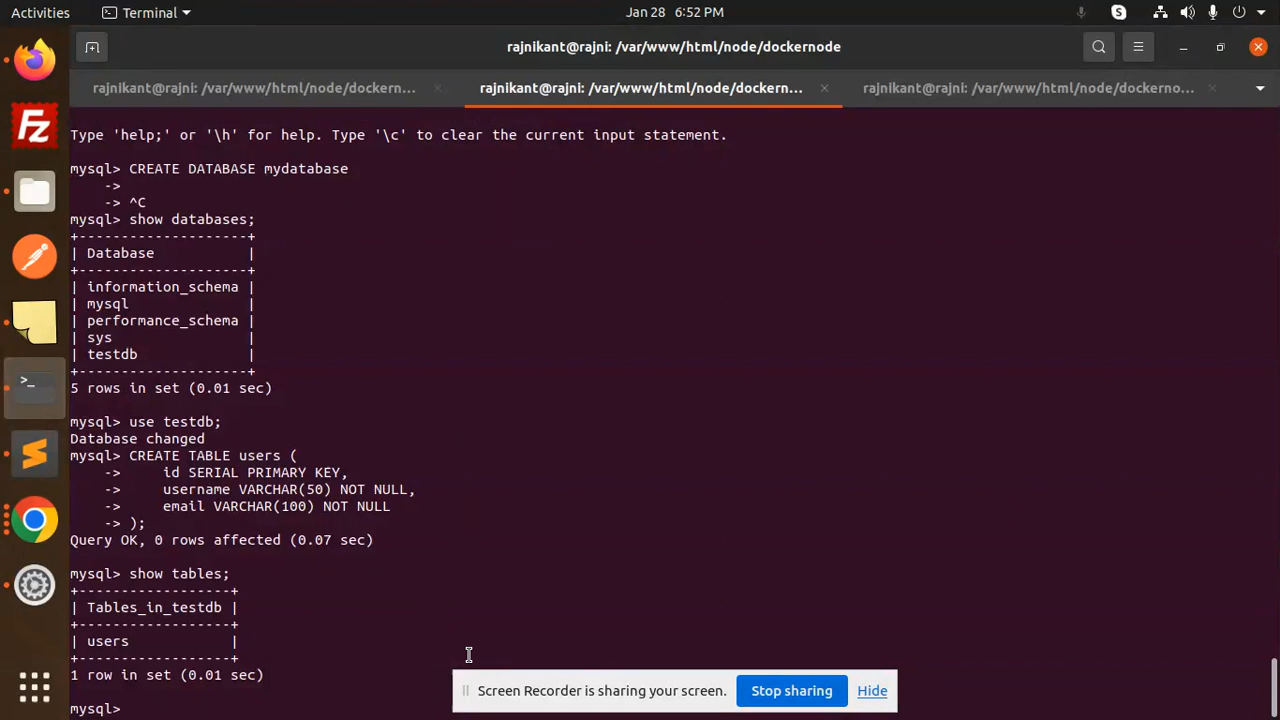 Activities Terminal Jan 28 6:52 PM
rajnikant@rajni: /var/www/html/node/dockernode
rajnikant@rajni: /var/www/html/node/dockern... rajnikant@rajni: /var/www/html/node/dockern... rajnikant@rajni: /var/www/html/node/dockerno...
Type 'help;' or '\h' for help. Type '\c' to clear the current input statement.
mysql> CREATE DATABASE mydatabase
    ->
    -> ^C
mysql> show databases;
+--------------------+
| Database           |
+--------------------+
| information_schema |
| mysql              |
| performance_schema |
| sys                |
| testdb             |
+--------------------+
5 rows in set (0.01 sec)
mysql> use testdb;
Database changed
mysql> CREATE TABLE users (
    ->     id SERIAL PRIMARY KEY,
    ->     username VARCHAR(50) NOT NULL,
    ->     email VARCHAR(100) NOT NULL
    -> );
Query OK, 0 rows affected (0.07 sec)
mysql> show tables;
+------------------+
| Tables_in_testdb |
+------------------+
| users            |
+------------------+
1 row in set (0.01 sec)
Screen Recorder is sharing your screen. Stop sharing Hide
mysql>